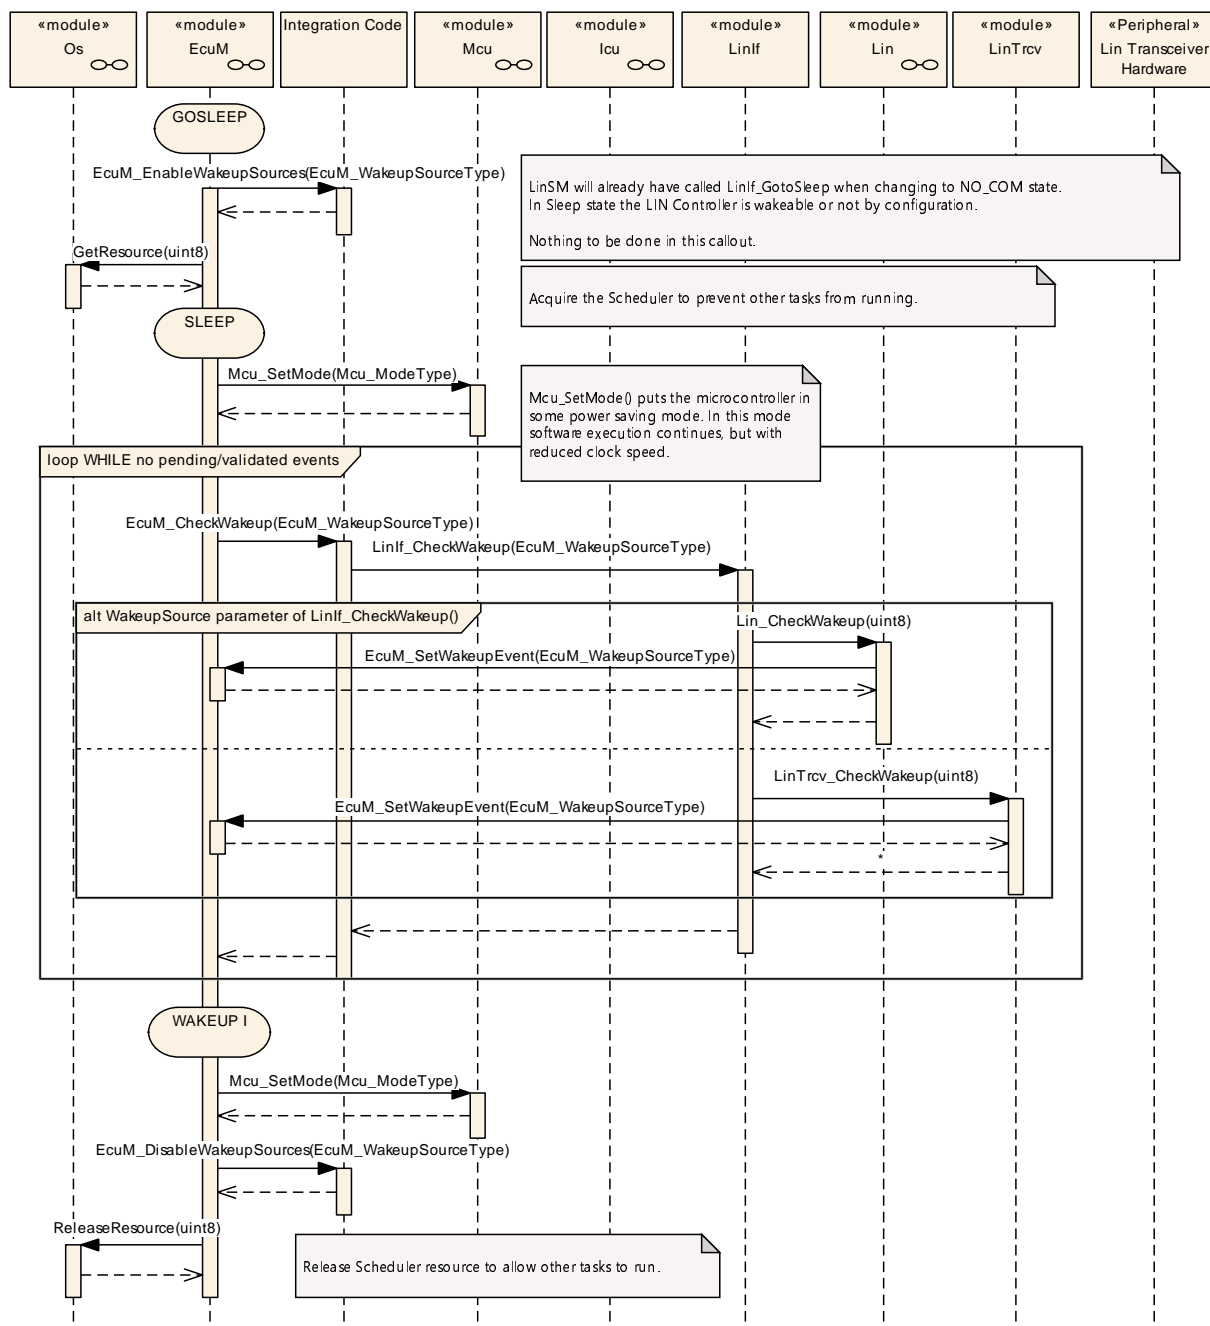 «module»
Os
«module»
EcuM
Integration Code
«module»
Mcu
«module»
Icu
«module»
LinIf
«module»
Lin
«module»
LinTrcv
«Peripheral»
Lin Transceiver
Hardware
GOSLEEP
EcuM_EnableWakeupSources(EcuM_WakeupSourceType)
LinSM will already have called LinIf_GotoSleep when changing to NO_COM state.
In Sleep state the LIN Controller is wakeable or not by configuration.
Nothing to be done in this callout.
GetResource(uint8)
Acquire the Scheduler to prevent other tasks from running.
SLEEP
Mcu_SetMode(Mcu_ModeType)
Mcu_SetMode() puts the microcontroller in
some power saving mode. In this mode
software execution continues, but with
reduced clock speed.
loop WHILE no pending/validated events
EcuM_CheckWakeup(EcuM_WakeupSourceType)
LinIf_CheckWakeup(EcuM_WakeupSourceType)
alt WakeupSource parameter of LinIf_CheckWakeup()
Lin_CheckWakeup(uint8)
EcuM_SetWakeupEvent(EcuM_WakeupSourceType)
LinTrcv_CheckWakeup(uint8)
EcuM_SetWakeupEvent(EcuM_WakeupSourceType)
*
WAKEUP I
Mcu_SetMode(Mcu_ModeType)
EcuM_DisableWakeupSources(EcuM_WakeupSourceType)
ReleaseResource(uint8)
Release Scheduler resource to allow other tasks to run.